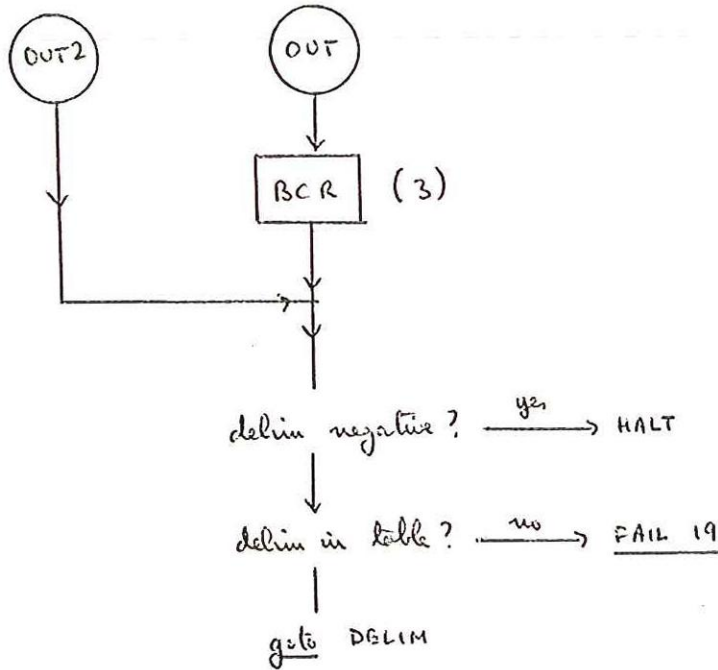 OUT2 OUT
BCR (3)
delim negative? yes HALT
delim in table? no FAIL 19
goto DELIM